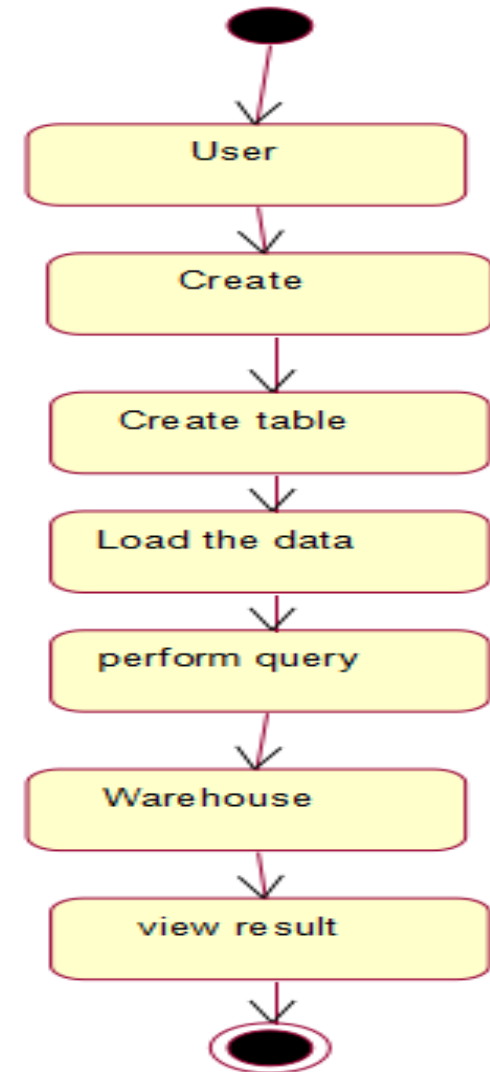 User
Create
Create table
Load the data
perform query
Warehouse
view result